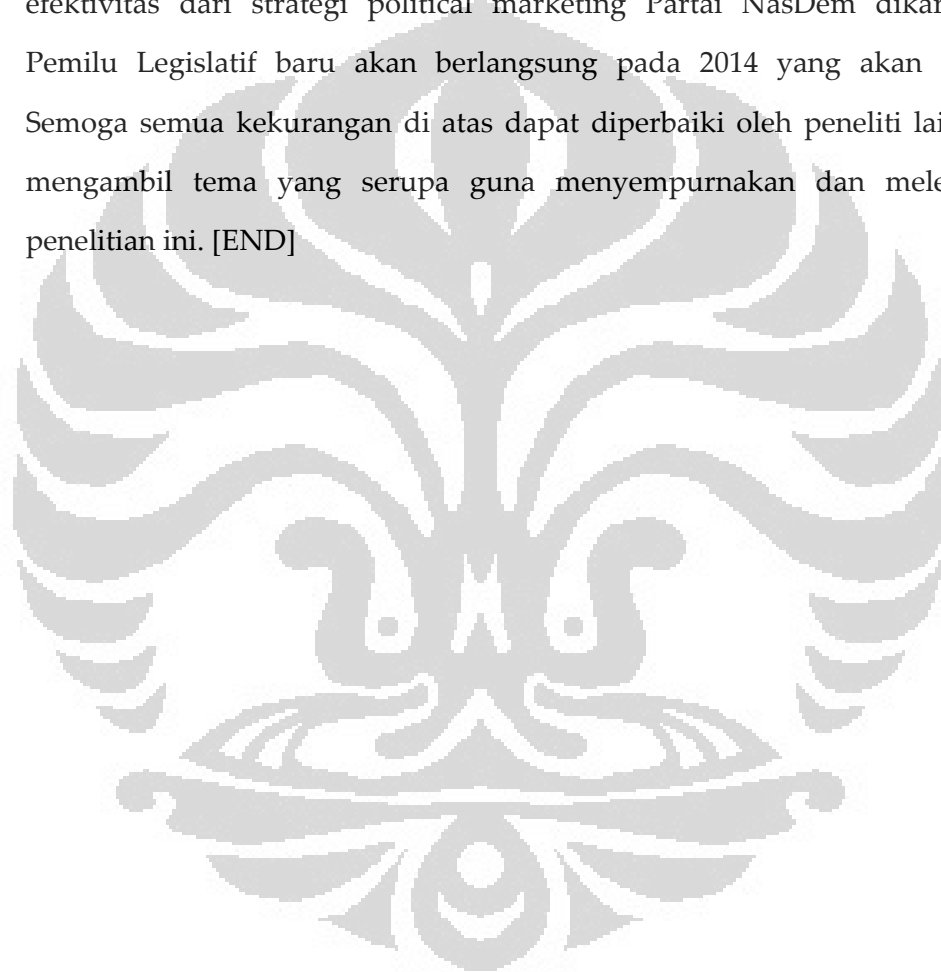 efektivitas dari strategi political marketing Partai NasDem
Pemilu Legislatif baru akan berlangsung pada 2014 yang akan
Semoga semua kekurangan di atas dapat diperbaiki oleh peneliti
mengambil tema yang serupa guna menyempurnakan dan
penelitian ini. [END]